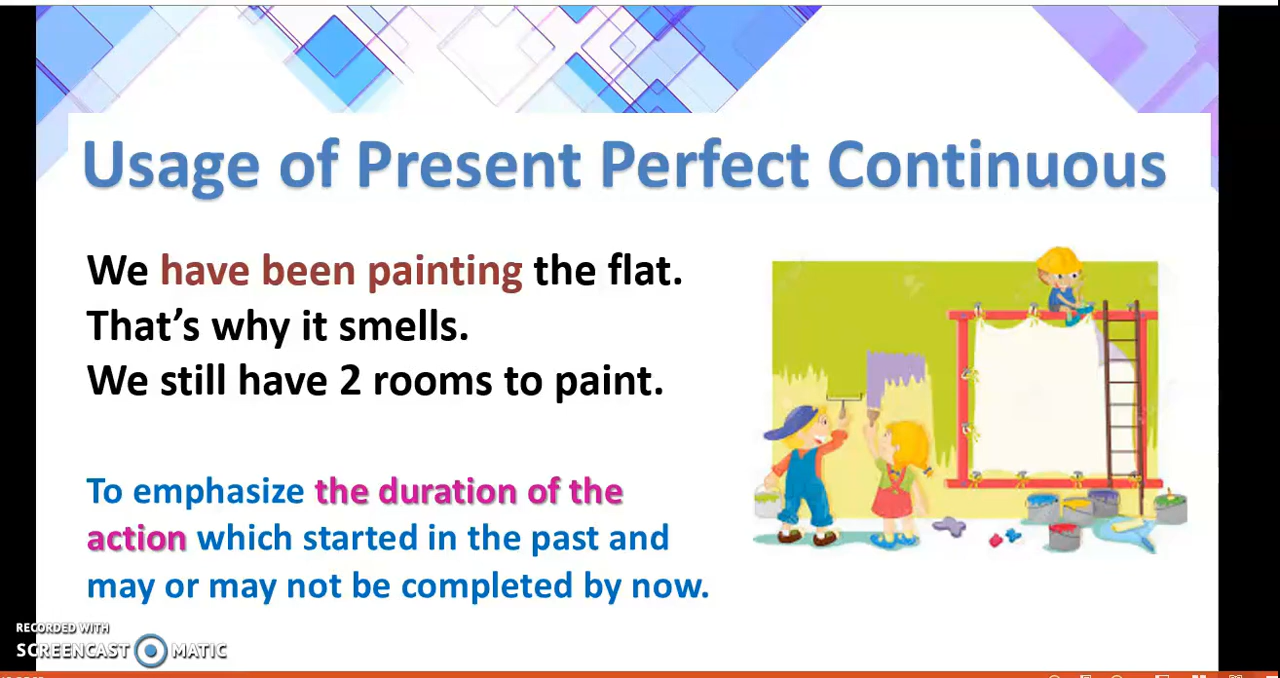 Usage of Present Perfect Continuous
We have been painting the flat.
That's why it smells.
We still have 2 rooms to paint.
To emphasize the duration of the
action which started in the past and
may or may not be completed by now.
RECORDED WITH
SCREENCAST MATIC